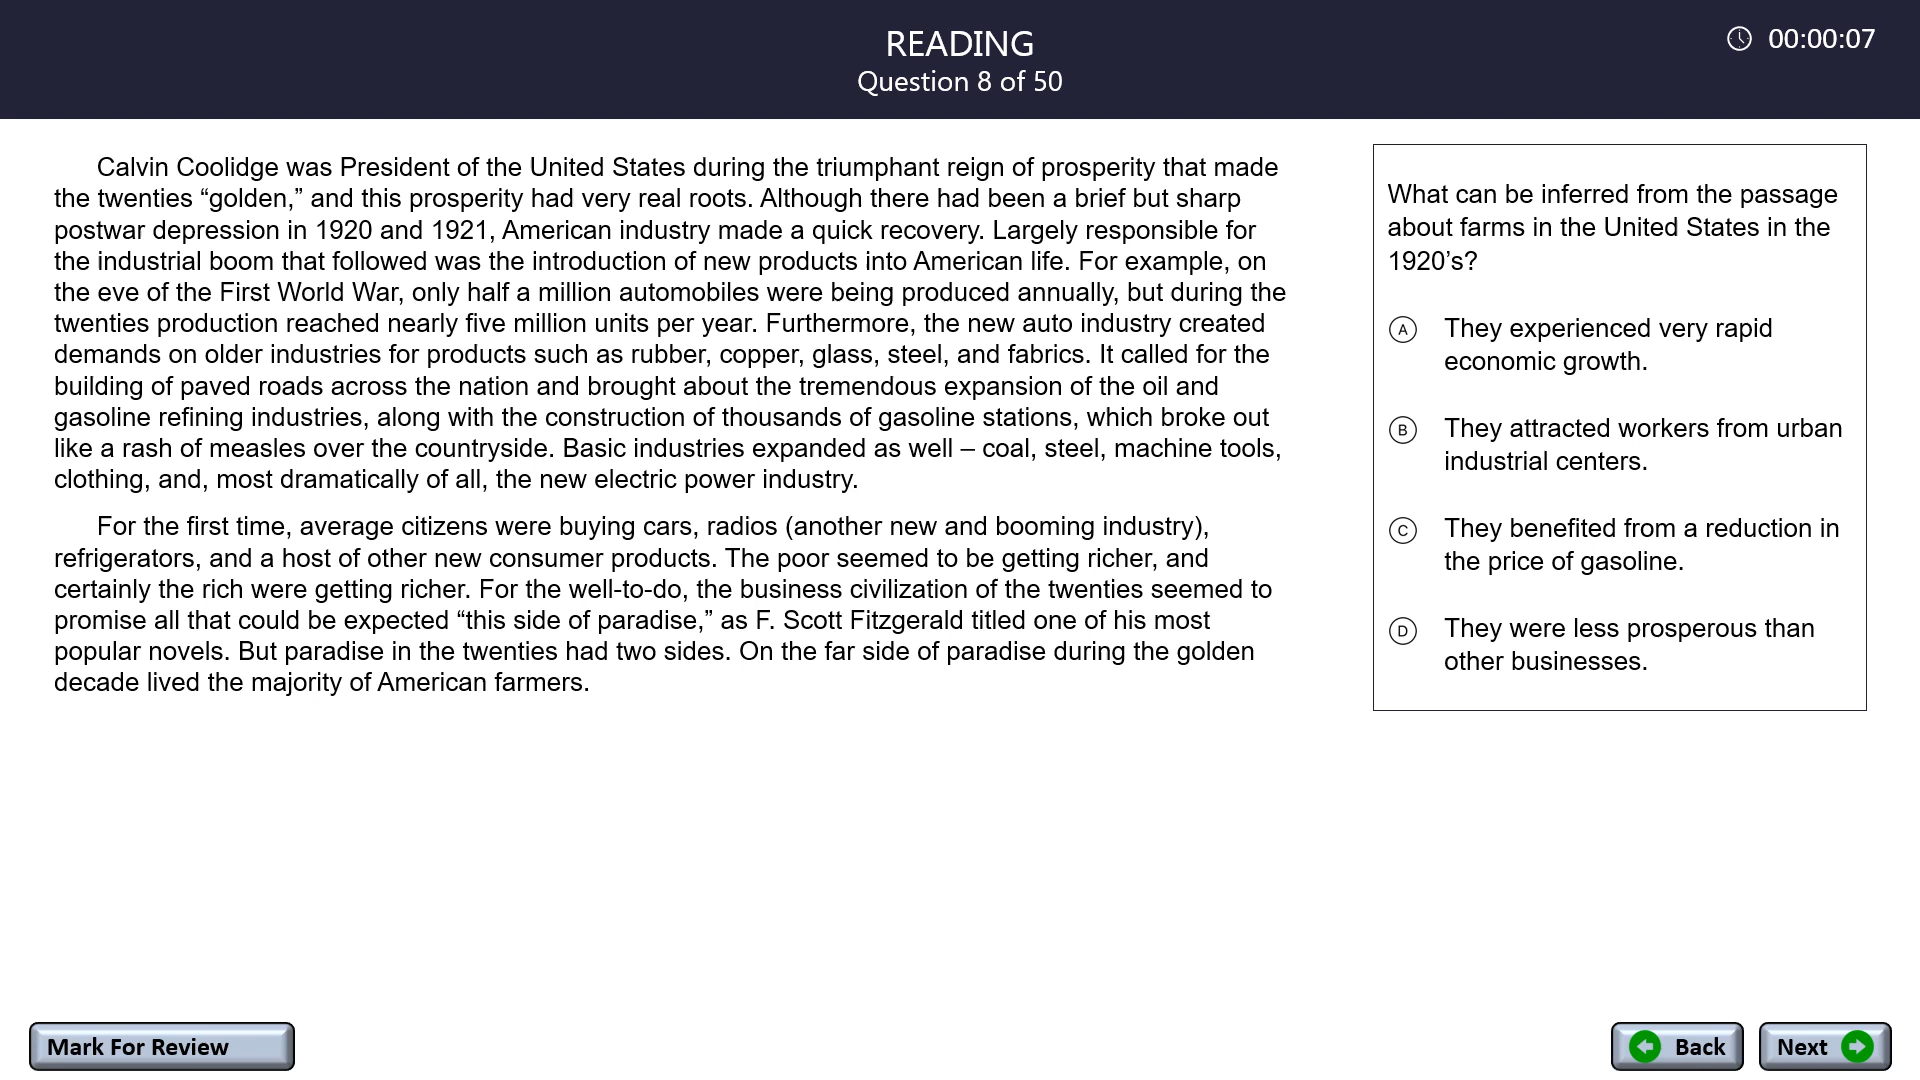 READING
Question 8 of 50
00:00:07
Calvin Coolidge was President of the United States during the triumphant reign of prosperity that made
the twenties “golden,” and this prosperity had very real roots. Although there had been a brief but sharp
postwar depression in 1920 and 1921, American industry made a quick recovery. Largely responsible for
the industrial boom that followed was the introduction of new products into American life. For example, on
the eve of the First World War, only half a million automobiles were being produced annually, but during the
twenties production reached nearly five million units per year. Furthermore, the new auto industry created
demands on older industries for products such as rubber, copper, glass, steel, and fabrics. It called for the
building of paved roads across the nation and brought about the tremendous expansion of the oil and
gasoline refining industries, along with the construction of thousands of gasoline stations, which broke out
like a rash of measles over the countryside. Basic industries expanded as well – coal, steel, machine tools,
clothing, and, most dramatically of all, the new electric power industry.
For the first time, average citizens were buying cars, radios (another new and booming industry),
refrigerators, and a host of other new consumer products. The poor seemed to be getting richer, and
certainly the rich were getting richer. For the well-to-do, the business civilization of the twenties seemed to
promise all that could be expected “this side of paradise,” as F. Scott Fitzgerald titled one of his most
popular novels. But paradise in the twenties had two sides. On the far side of paradise during the golden
decade lived the majority of American farmers.
What can be inferred from the passage
about farms in the United States in the
1920’s?
A They experienced very rapid
economic growth.
B They attracted workers from urban
industrial centers.
C They benefited from a reduction in
the price of gasoline.
D They were less prosperous than
other businesses.
Mark For Review
Back
Next